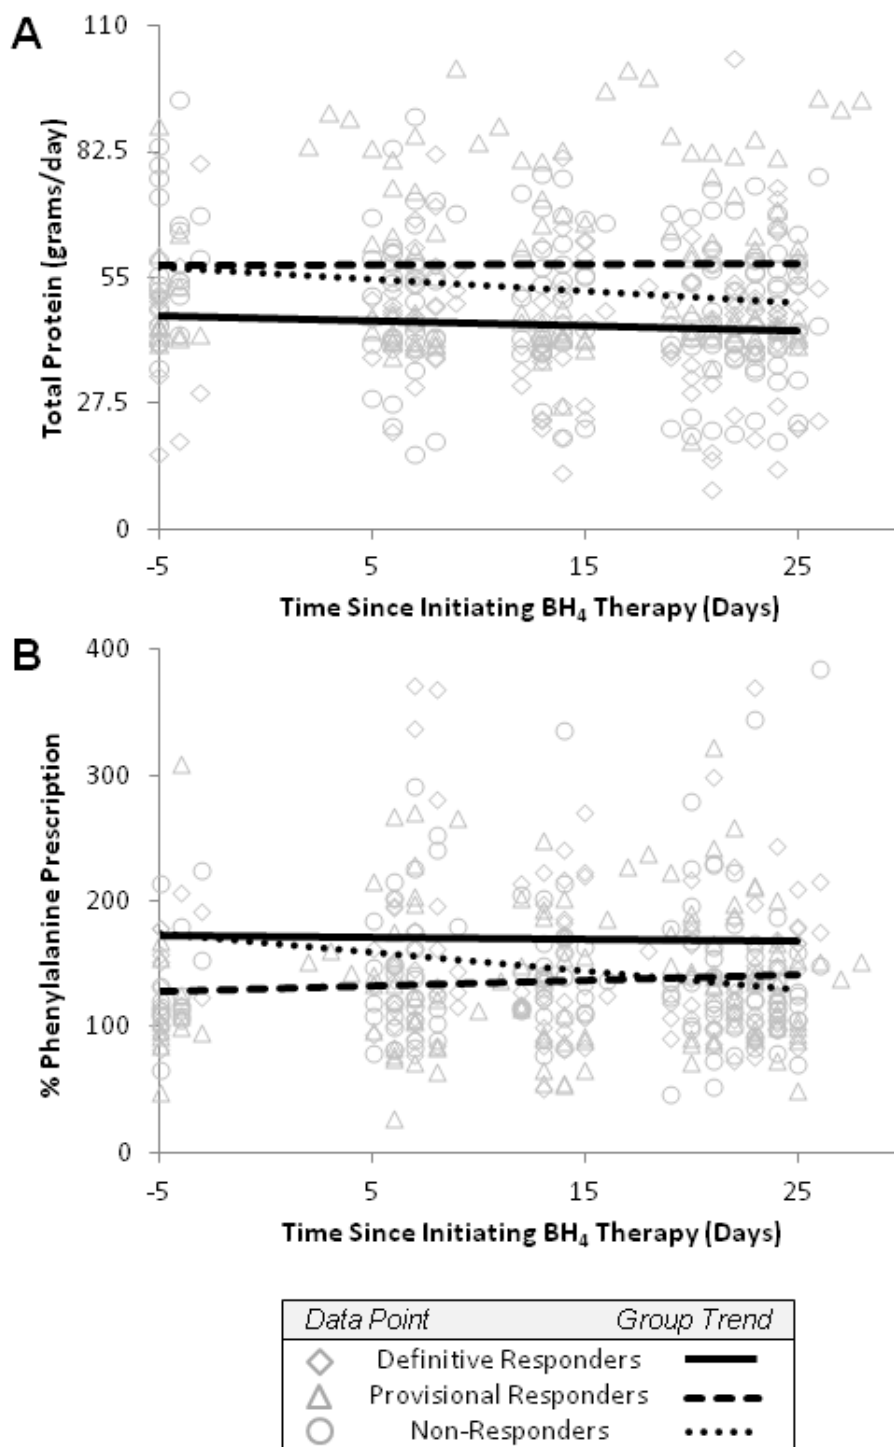 A
110
82.5
55
27.5
0
Total Protein (grams/day)
-5 5 15 25
Time Since Initiating BH₄ Therapy (Days)
B
400
300
200
100
0
% Phenylalanine Prescription
-5 5 15 25
Time Since Initiating BH₄ Therapy (Days)
Data Point Group Trend
Definitive Responders
Provisional Responders
Non-Responders